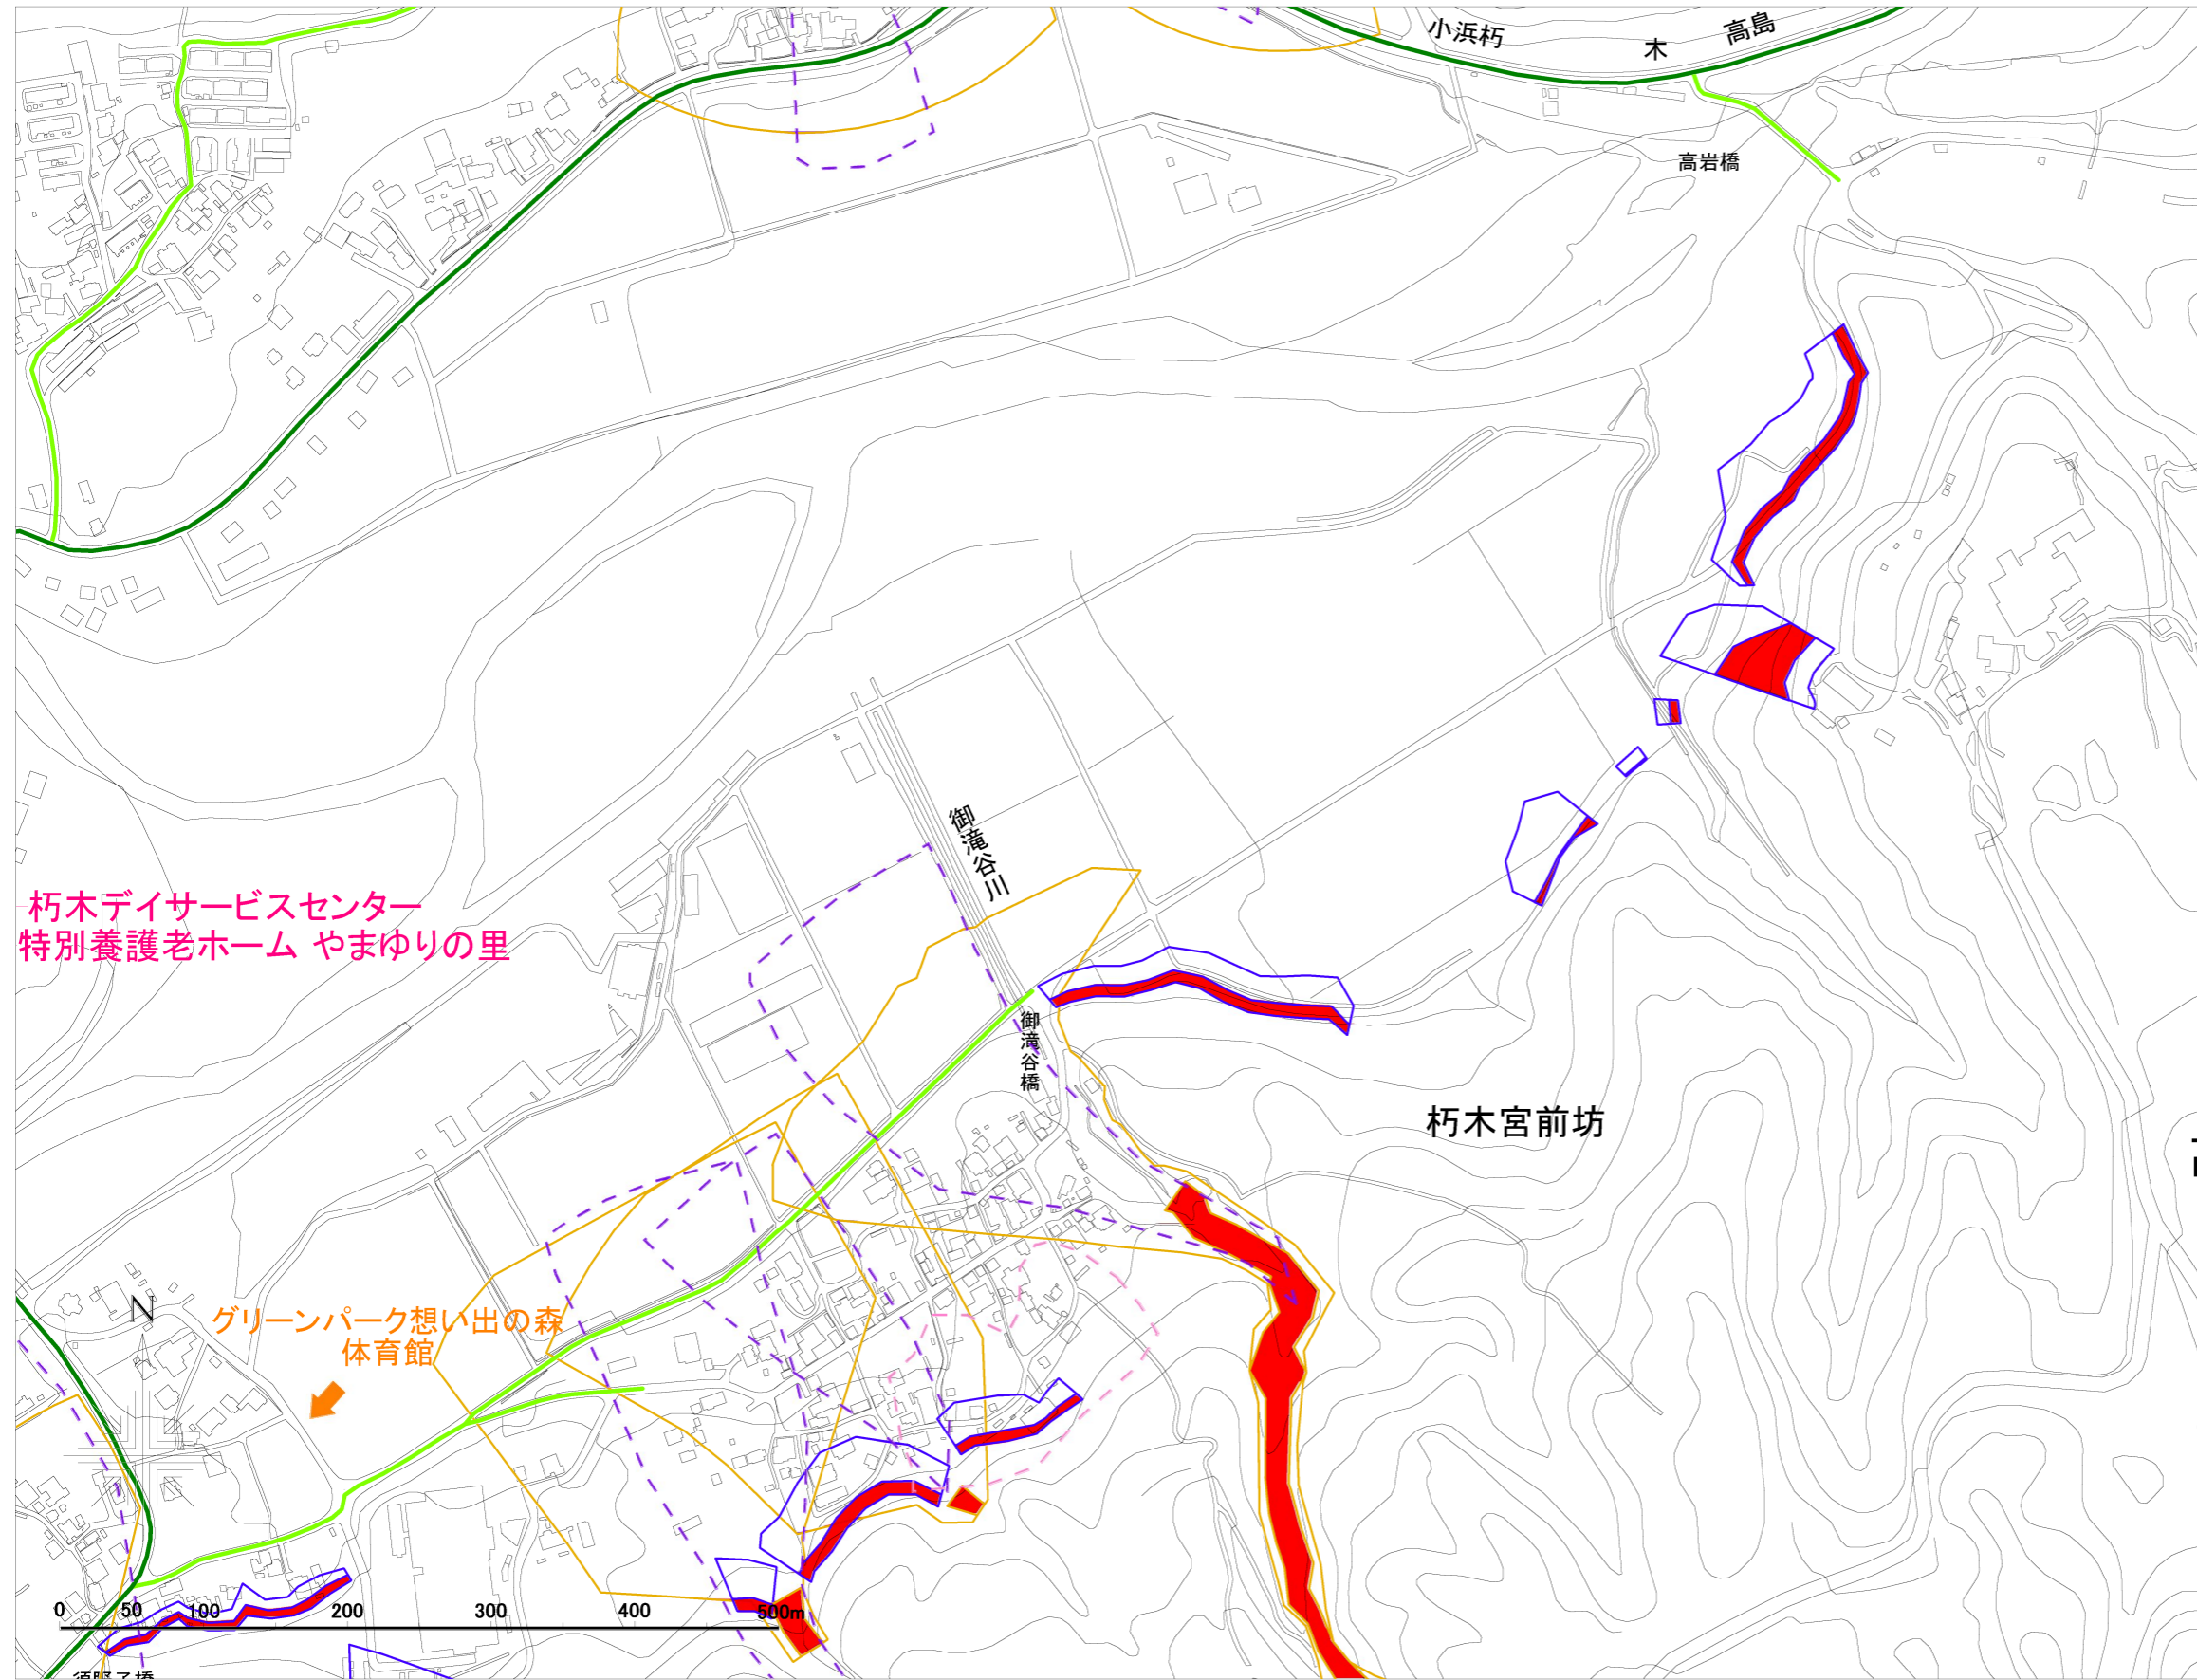 小浜朽
木
高島
高岩橋
御滝谷川
朽木デイサービスセンター
特別養護老ホーム やまゆりの里
御滝谷橋
朽木宮前坊
N
グリーンパーク想い出の森
体育館
0 50 100 200 300 400 500m